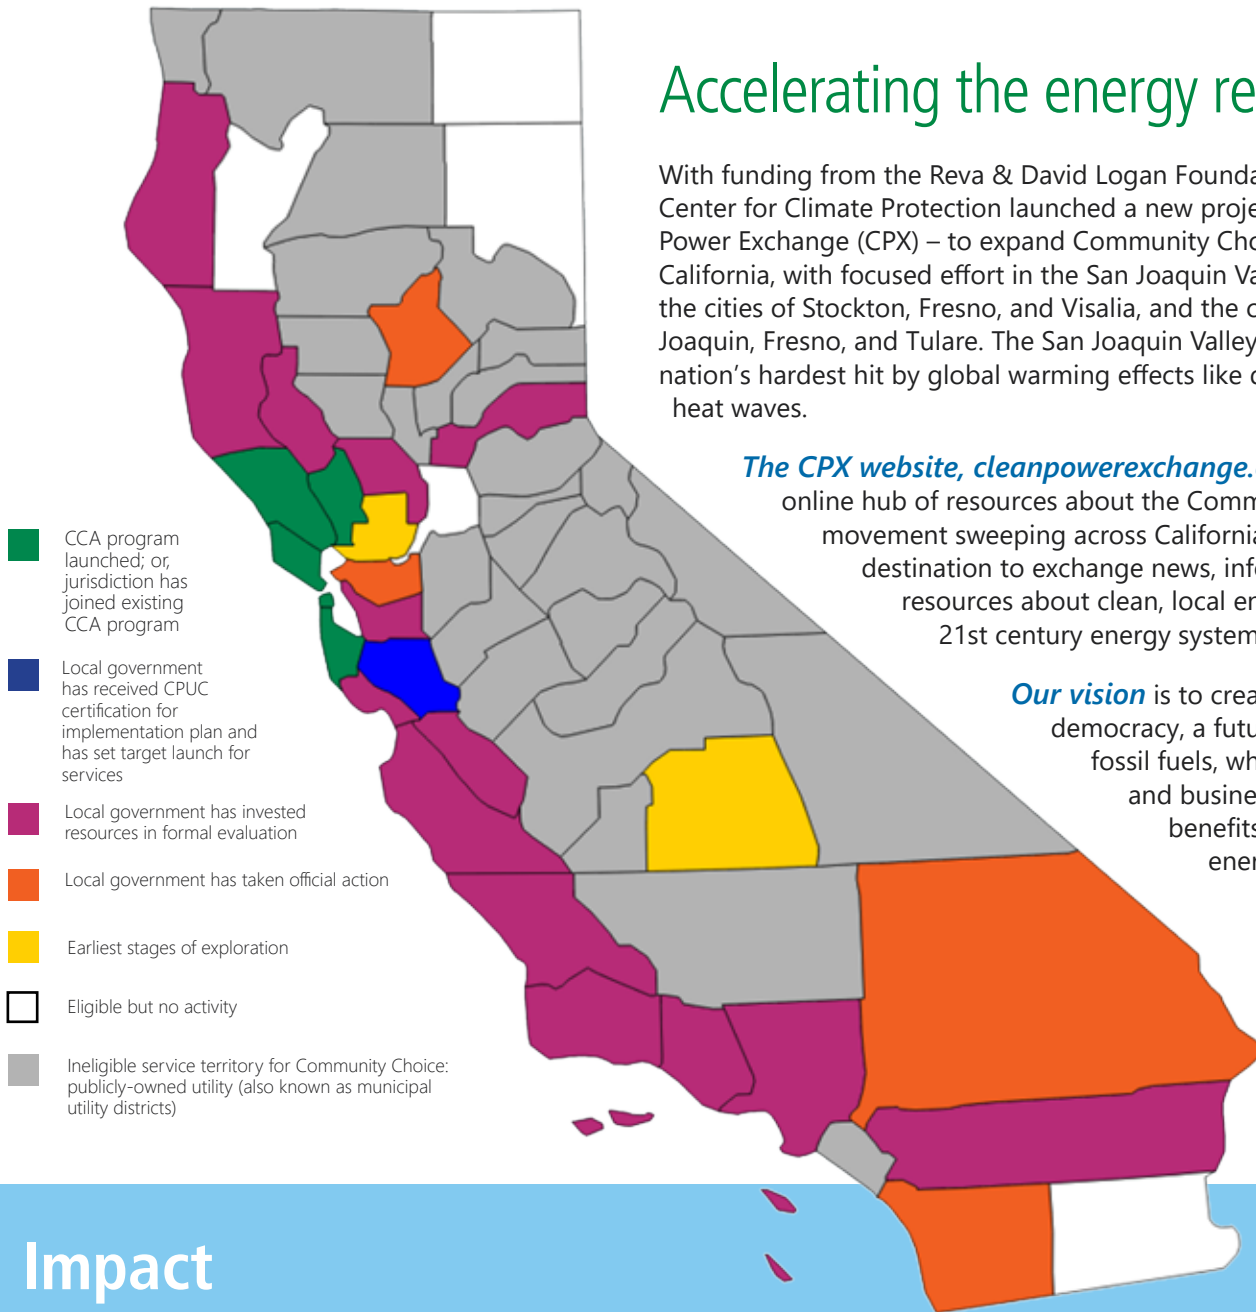 Accelerating the energy re
With funding from the Reva & David Logan Founda
Center for Climate Protection launched a new proje
Power Exchange (CPX) – to expand Community Cho
California, with focused effort in the San Joaquin Va
the cities of Stockton, Fresno, and Visalia, and the c
Joaquin, Fresno, and Tulare. The San Joaquin Valley
nation's hardest hit by global warming effects like d
heat waves.
The CPX website, cleanpowerexchange.
online hub of resources about the Comm
movement sweeping across California
destination to exchange news, info
resources about clean, local en
21st century energy system
Our vision is to crea
democracy, a futu
fossil fuels, wh
and busine
benefits
ener
CCA program
launched; or,
jurisdiction has
joined existing
CCA program
Local government
has received CPUC
certification for
implementation plan and
has set target launch for
services
Local government has invested
resources in formal evaluation
Local government has taken official action
Earliest stages of exploration
Eligible but no activity
Ineligible service territory for Community Choice:
publicly-owned utility (also known as municipal
utility districts)
Impact